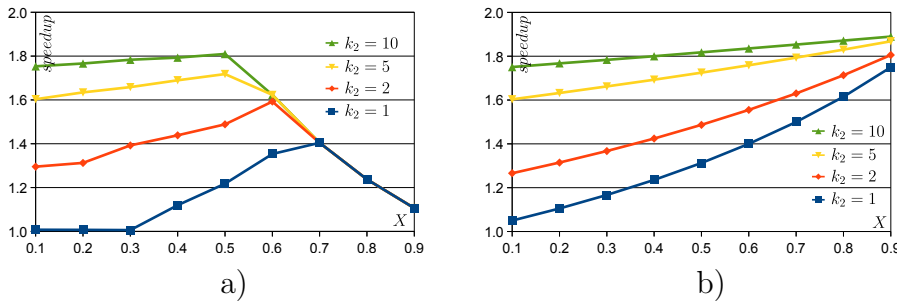 2.0
1.8
1.6
1.4
1.2
1.0
speedup
k₂ = 10
k₂ = 5
k₂ = 2
k₂ = 1
X
0.1 0.2 0.3 0.4 0.5 0.6 0.7 0.8 0.9
a)
2.0
1.8
1.6
1.4
1.2
1.0
speedup
k₂ = 10
k₂ = 5
k₂ = 2
k₂ = 1
X
0.1 0.2 0.3 0.4 0.5 0.6 0.7 0.8 0.9
b)